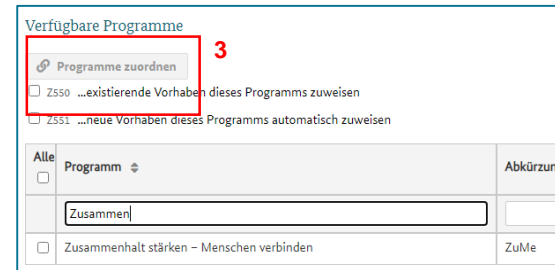 Verfügbare Programme
3
Programme zuordnen
Z550 ...existierende Vorhaben dieses Programms zuweisen
Z551 ...neue Vorhaben dieses Programms automatisch zuweisen
Alle Programm Abkürzun
Zusammen
Zusammenhalt stärken – Menschen verbinden ZuMe